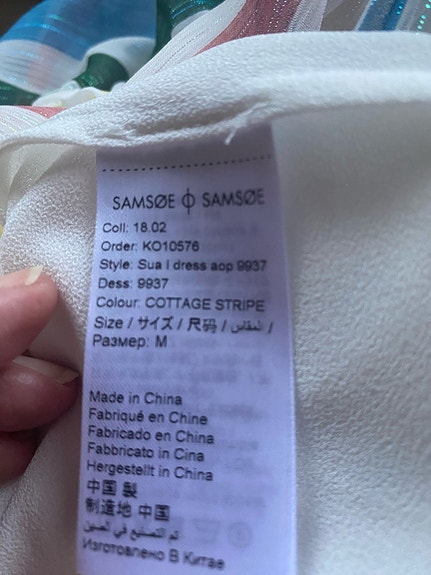 SAMSØE ϕ SAMSØE
Coll: 18.02
Order: KO10576
Style: Sua l dress aop 9937
Dess: 9937
Colour: COTTAGE STRIPE
Size / サイズ / 尺码 / المقاس /
Размер: M
Made in China
Fabriqué en Chine
Fabricado en China
Fabbricato in Cina
Hergestellt in China
中国 製
制造地 中国
تم التصنيع في الصين
Изготовлено В Китае